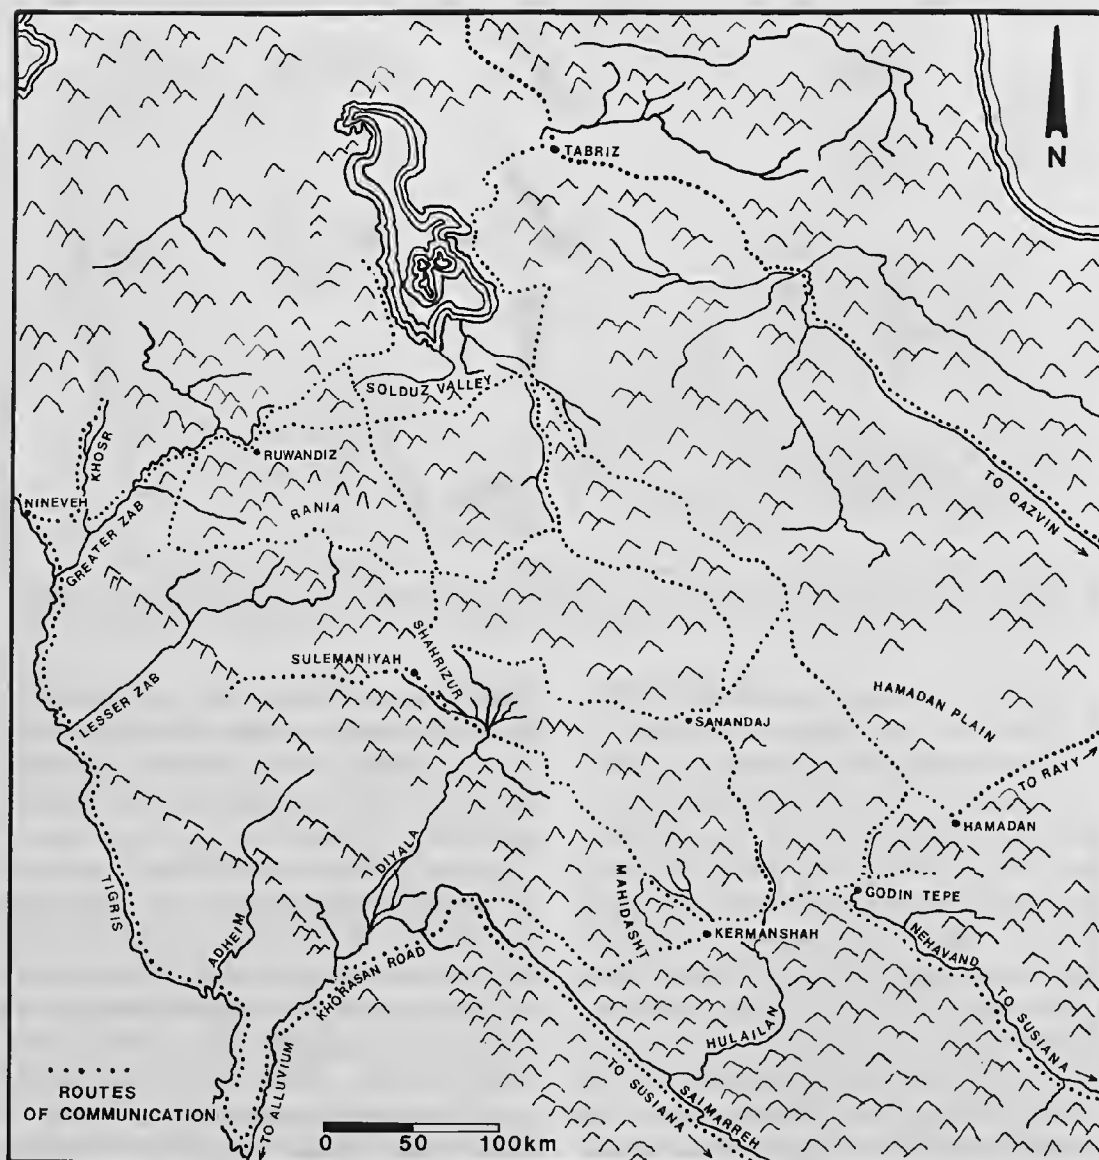 N
TABRIZ
SOLDUZ VALLEY
KHOSR
RUWANDIZ
TO QAZVIN
NINEVEH
RANIA
GREATER ZAB
SHAHRIZUR
SULEMANIYAH
LESSER ZAB
HAMADAN PLAIN
SANANDAJ
TO RAYY
HAMADAN
DIYALA
MAHIDASHT
GODIN TEPE
TIGRIS
ADHEIM
KERMANSHAH
NEHAVAND
KHORASAN ROAD
HULAILAN
TO SUSIANA
TO SUSIANA
SAIMARREH
TO ALLUVIUM
ROUTES
OF COMMUNICATION
0 50 100km